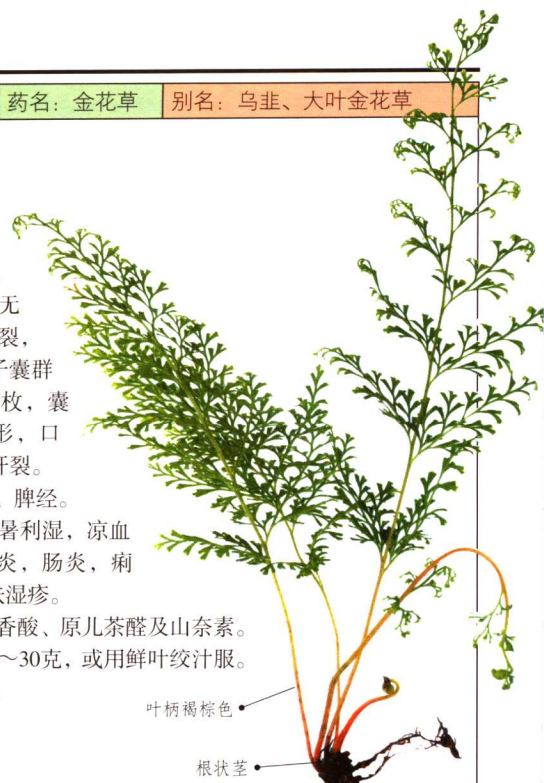 药名：金花草 别名：乌韭、大叶金花草
无
裂，
子囊群
枚，囊
形，口
开裂。
脾经。
暑利湿，凉血
炎，肠炎，痢
湿疹。
香酸、原儿茶醛及山奈素。
～30克，或用鲜叶绞汁服。
叶柄褐棕色
根状茎